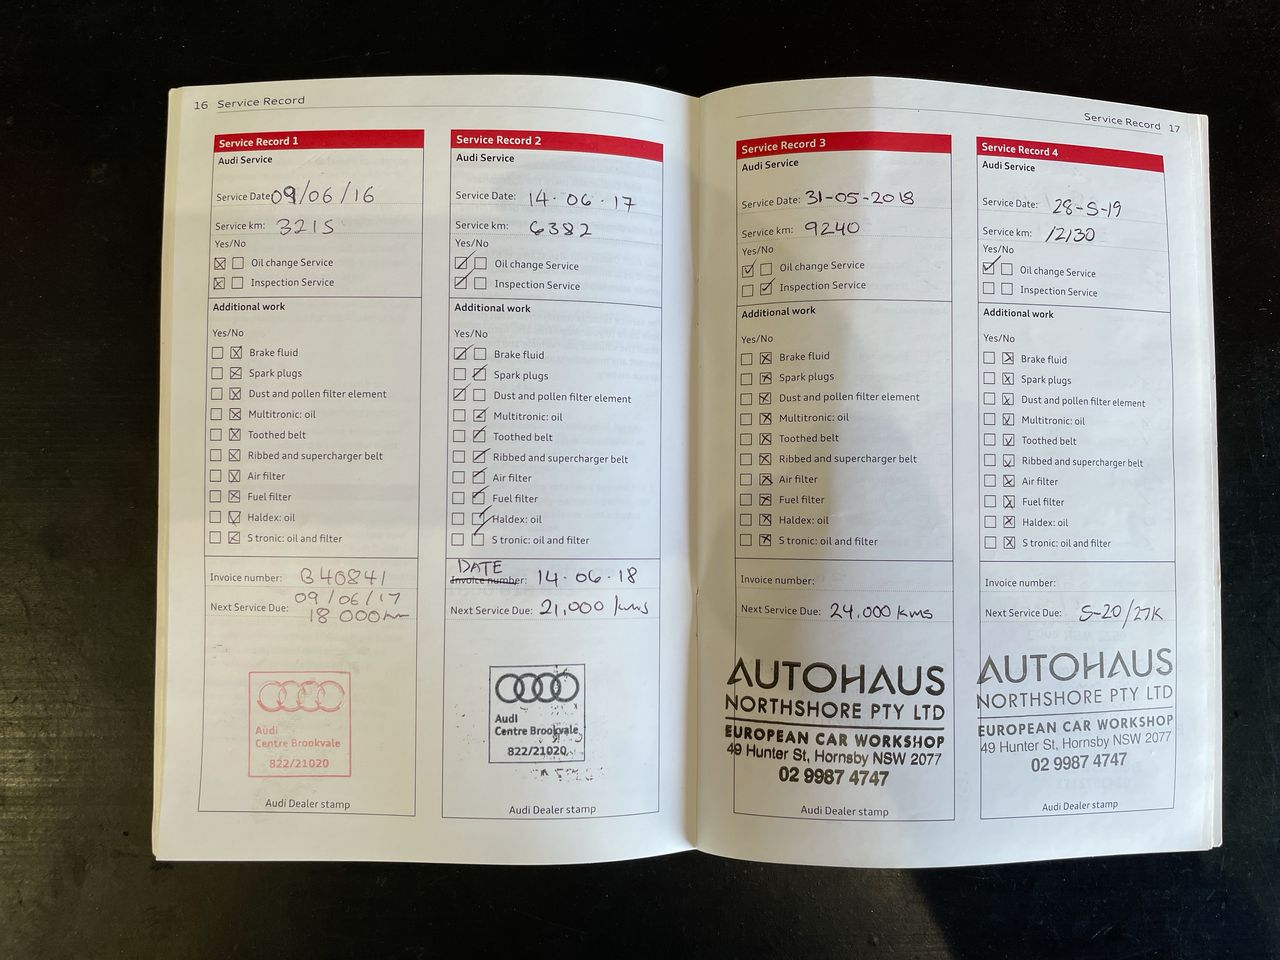 16 Service Record
Service Record 1
Audi Service
Service Date: 09/06/16
Service km: 3215
Yes/No
Oil change Service
Inspection Service
Additional work
Yes/No
Brake fluid
Spark plugs
Dust and pollen filter element
Multitronic: oil
Toothed belt
Ribbed and supercharger belt
Air filter
Fuel filter
Haldex: oil
S tronic: oil and filter
Invoice number: B40841
09/06/17
Next Service Due: 18 000km
Audi
Centre Brookvale
822/21020
Audi Dealer stamp
Service Record 2
Audi Service
Service Date: 14.06.17
Service km: 6382
Yes/No
Oil change Service
Inspection Service
Additional work
Yes/No
Brake fluid
Spark plugs
Dust and pollen filter element
Multitronic: oil
Toothed belt
Ribbed and supercharger belt
Air filter
Fuel filter
Haldex: oil
S tronic: oil and filter
DATE
Invoice number: 14.06.18
Next Service Due: 21,000 kms
Audi
Centre Brookvale
822/21020
Audi Dealer stamp
Service Record 17
Service Record 3
Audi Service
Service Date: 31-05-2018
Service km: 9240
Yes/No
Oil change Service
Inspection Service
Additional work
Yes/No
Brake fluid
Spark plugs
Dust and pollen filter element
Multitronic: oil
Toothed belt
Ribbed and supercharger belt
Air filter
Fuel filter
Haldex: oil
S tronic: oil and filter
Invoice number:
Next Service Due: 24,000 kms
AUTOHAUS
NORTHSHORE PTY LTD
EUROPEAN CAR WORKSHOP
49 Hunter St, Hornsby NSW 2077
02 9987 4747
Audi Dealer stamp
Service Record 4
Audi Service
Service Date: 28-5-19
Service km: 12130
Yes/No
Oil change Service
Inspection Service
Additional work
Yes/No
Brake fluid
Spark plugs
Dust and pollen filter element
Multitronic: oil
Toothed belt
Ribbed and supercharger belt
Air filter
Fuel filter
Haldex: oil
S tronic: oil and filter
Invoice number:
Next Service Due: 5-20/27K
AUTOHAUS
NORTHSHORE PTY LTD
EUROPEAN CAR WORKSHOP
49 Hunter St, Hornsby NSW 2077
02 9987 4747
Audi Dealer stamp